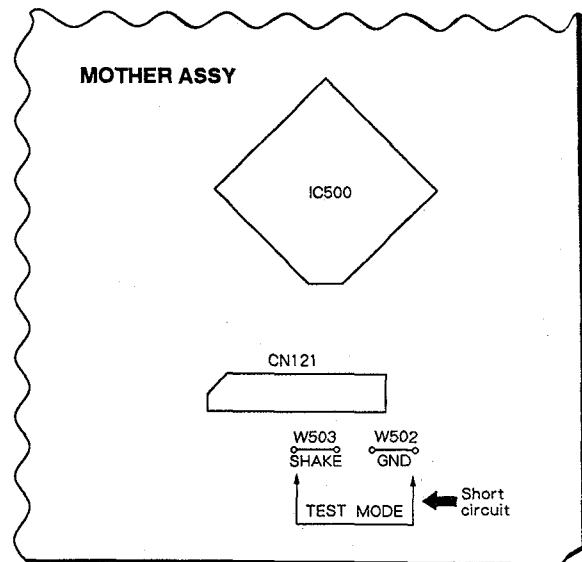 MOTHER ASSY
IC500
CN121
W503 W502
SHAKE GND
TEST MODE
Short
circuit